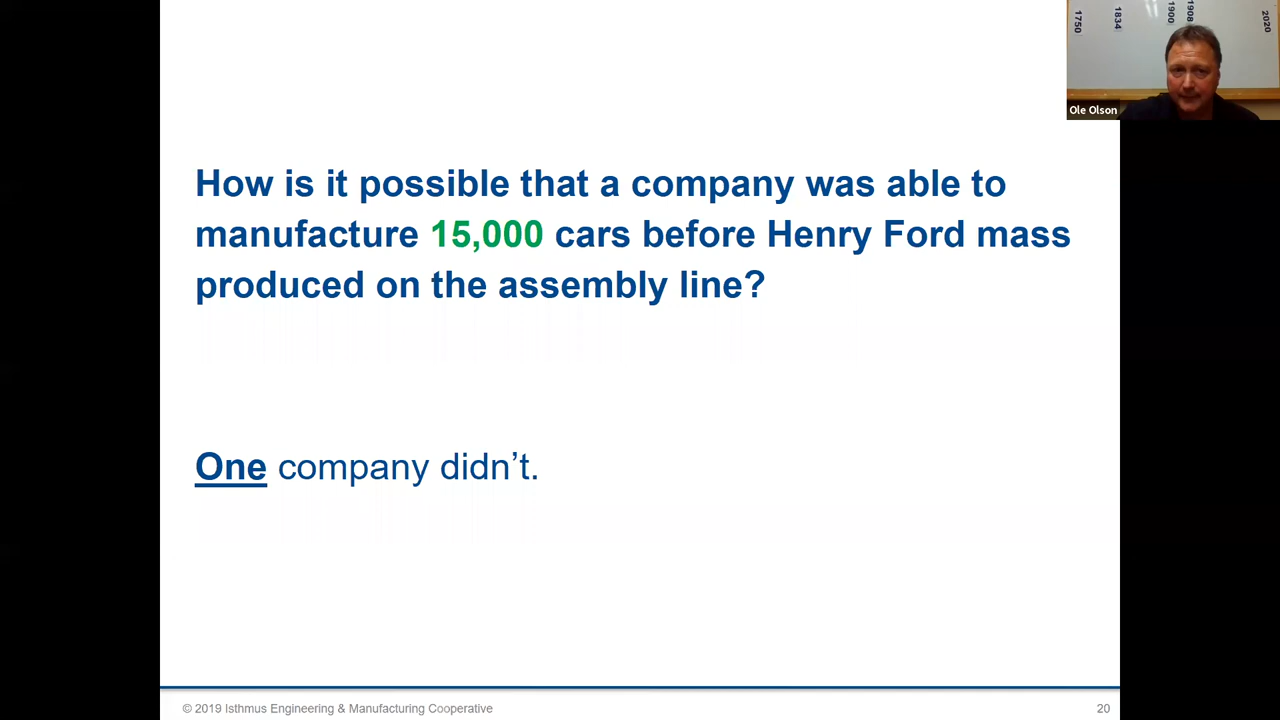 1750
1834
1900
1908
2020
Ole Olson
How is it possible that a company was able to
manufacture 15,000 cars before Henry Ford mass
produced on the assembly line?
One company didn’t.
© 2019 Isthmus Engineering & Manufacturing Cooperative
20